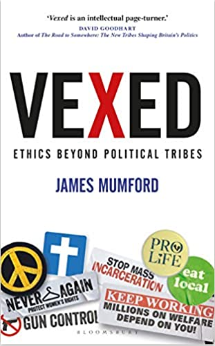 'Vexed is an intellectual page-turner.'
DAVID GOODHART
Author of The Road to Somewhere: The New Tribes Shaping Britain's Politics
VEXED
ETHICS BEYOND POLITICAL TRIBES
JAMES MUMFORD
PRO
LIFE
STOP MASS
INCARCERATION
eat
local
NEVER AGAIN
PROTECT WOMEN'S RIGHTS
GUN CONTROL
KEEP WORKING
MILLIONS ON WELFARE
DEPEND ON YOU!
BLOOMSBURY